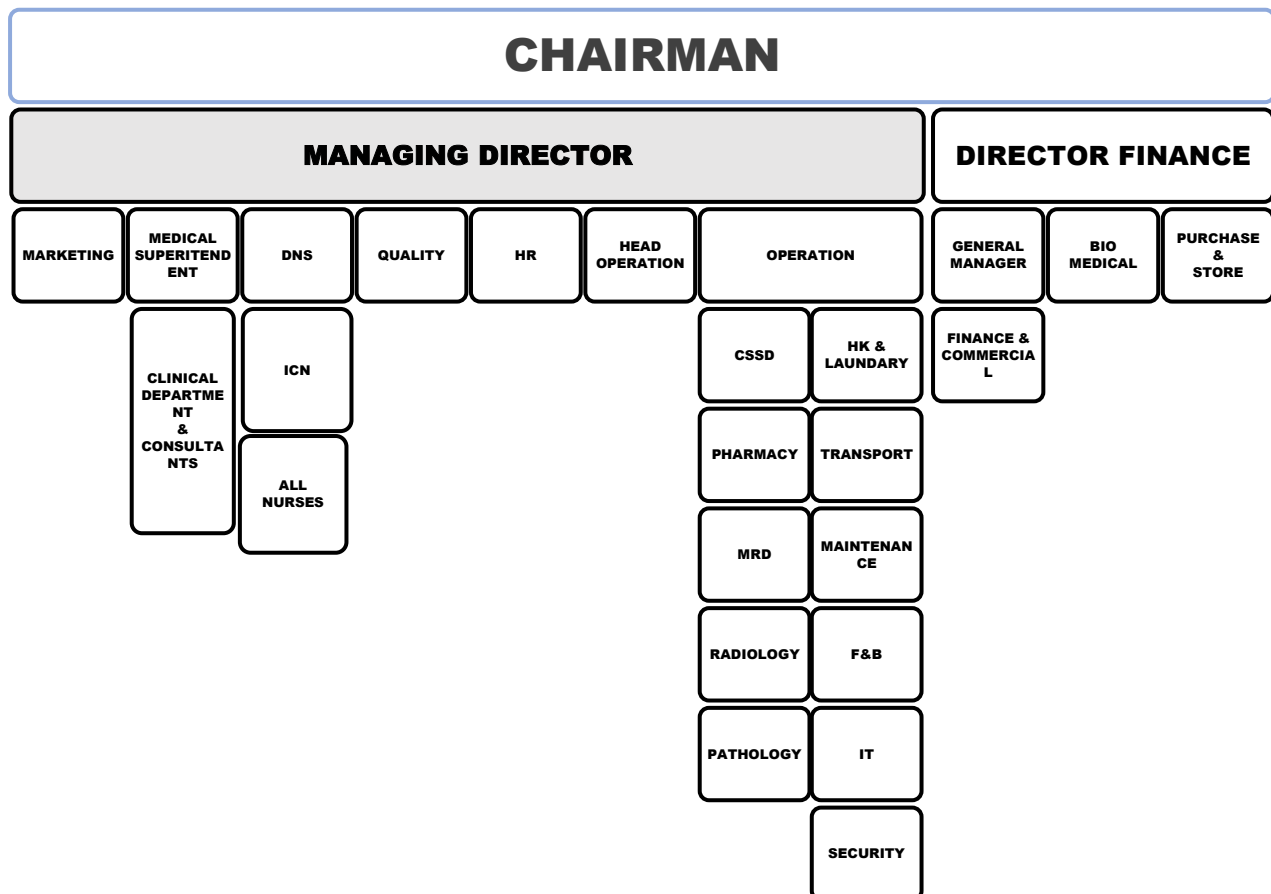 CHAIRMAN
MANAGING DIRECTOR
DIRECTOR FINANCE
MARKETING
MEDICAL
SUPERITEND
ENT
DNS
QUALITY
HR
HEAD
OPERATION
OPERATION
GENERAL
MANAGER
BIO
MEDICAL
PURCHASE
&
STORE
CLINICAL
DEPARTME
NT
&
CONSULTA
NTS
ICN
ALL
NURSES
CSSD
HK &
LAUNDARY
PHARMACY
TRANSPORT
MRD
MAINTENAN
CE
RADIOLOGY
F&B
PATHOLOGY
IT
SECURITY
FINANCE &
COMMERCIA
L